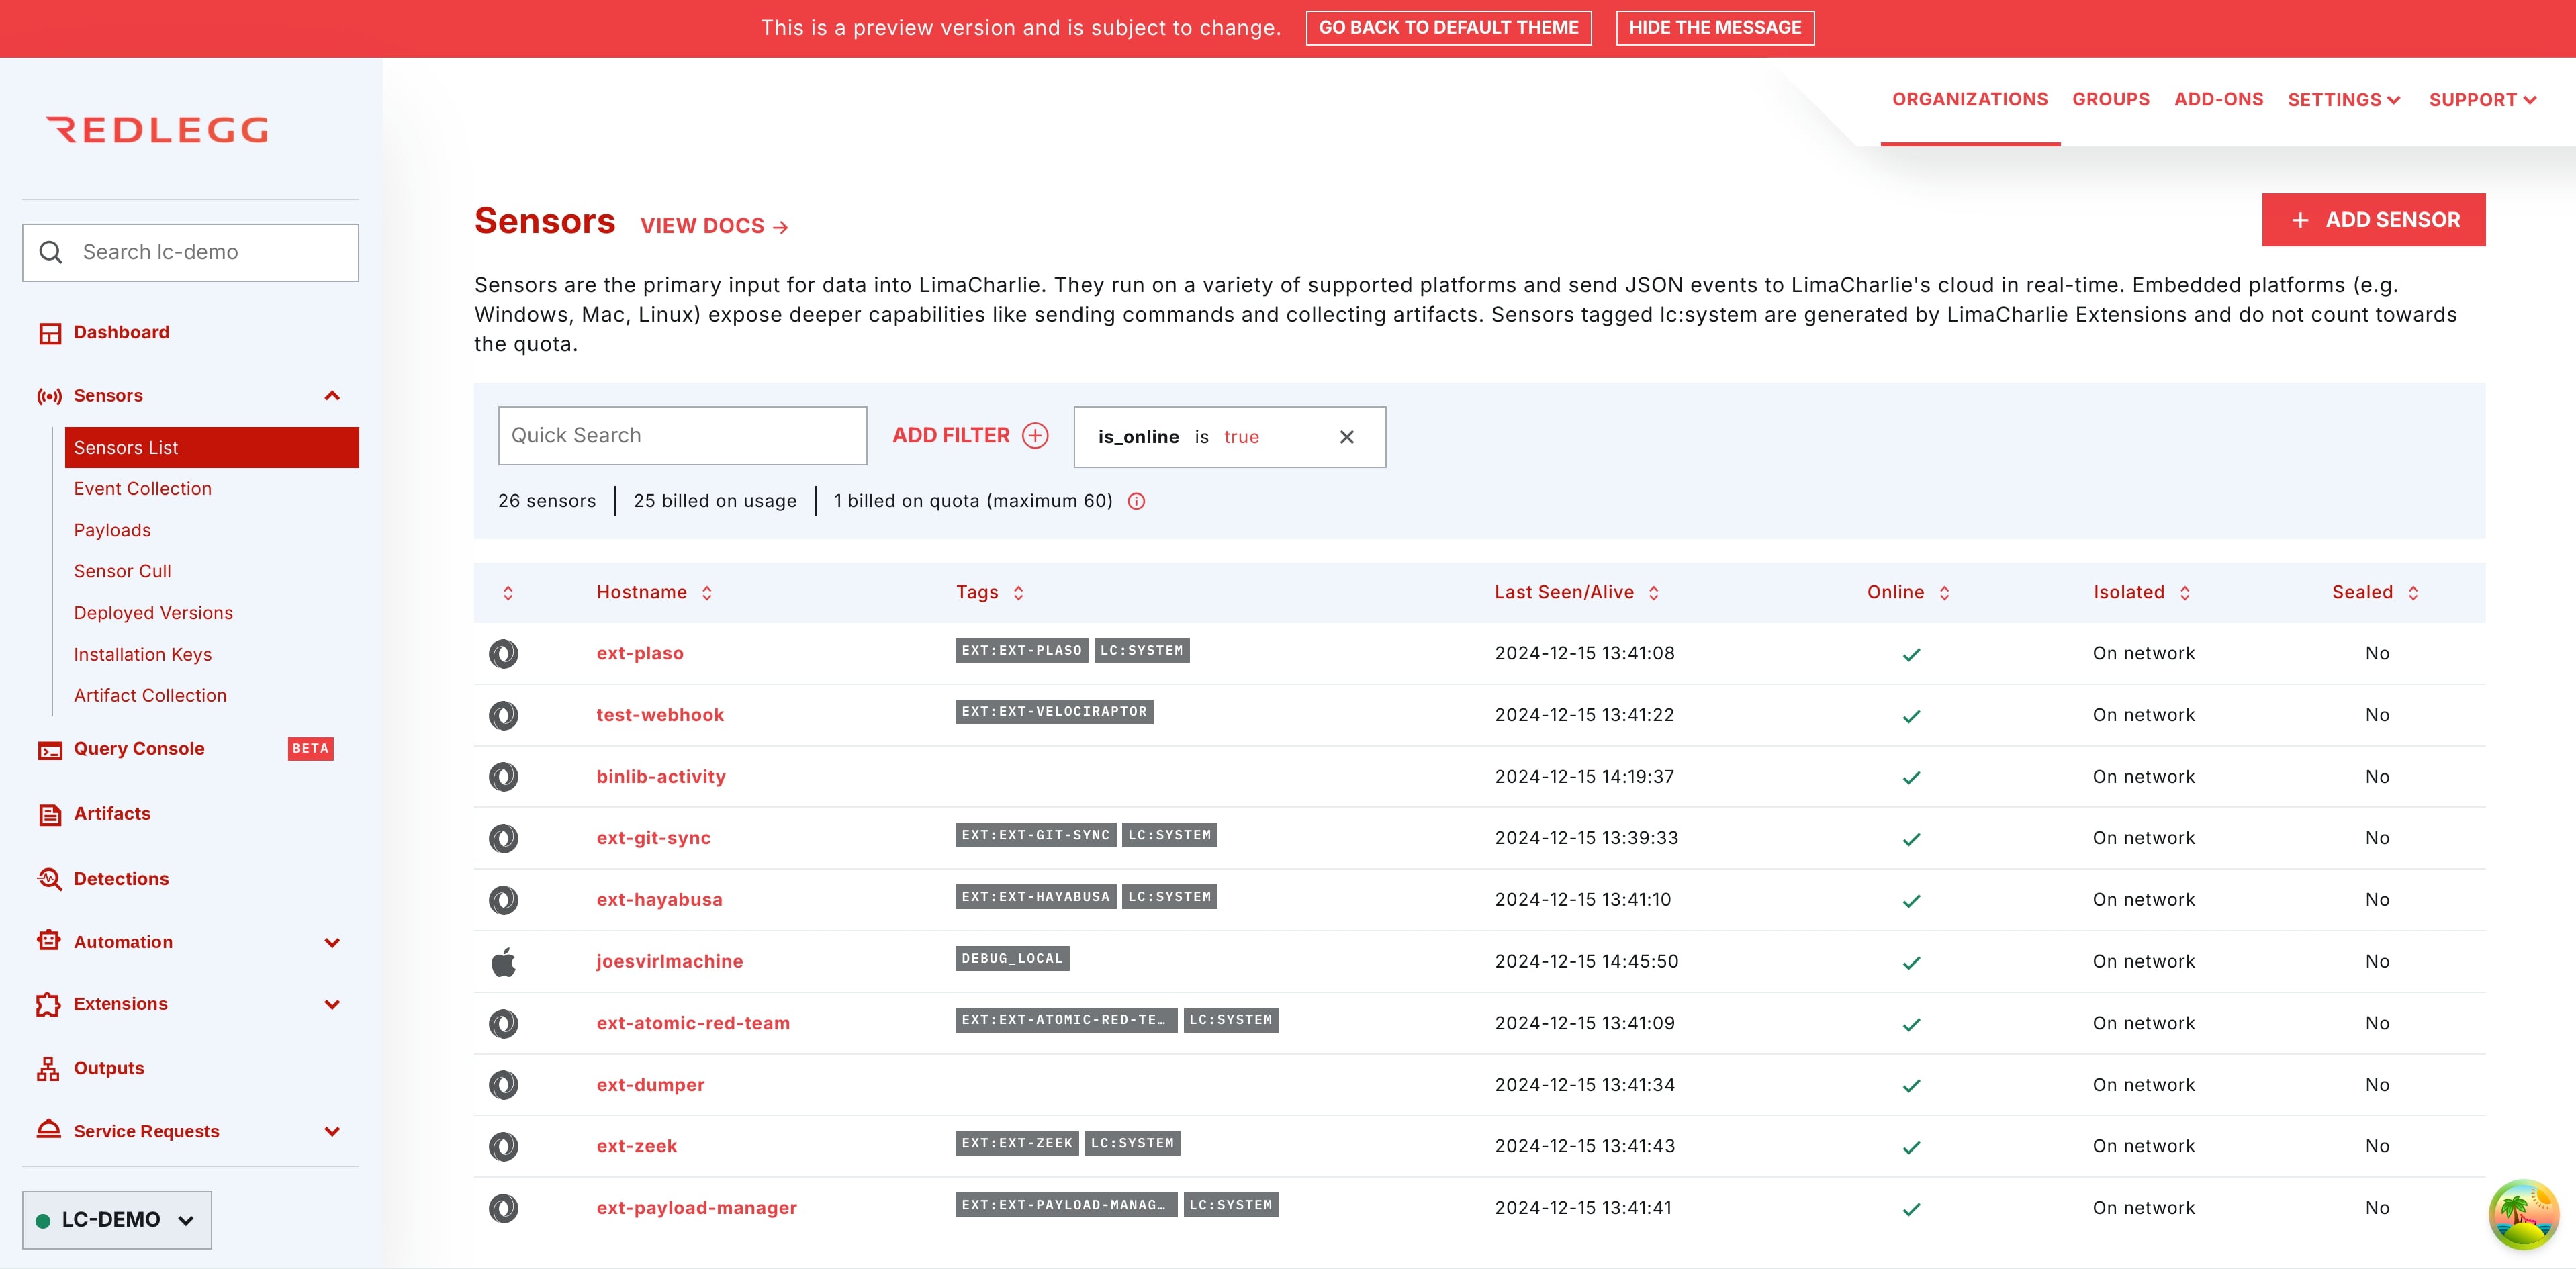 This is a preview version and is subject to change. GO BACK TO DEFAULT THEME HIDE THE MESSAGE
REDLEGG
ORGANIZATIONS GROUPS ADD-ONS SETTINGS SUPPORT
Search lc-demo
Dashboard
Sensors
Sensors List
Event Collection
Payloads
Sensor Cull
Deployed Versions
Installation Keys
Artifact Collection
Query Console BETA
Artifacts
Detections
Automation
Extensions
Outputs
Service Requests
LC-DEMO
Sensors VIEW DOCS →
+ ADD SENSOR
Sensors are the primary input for data into LimaCharlie. They run on a variety of supported platforms and send JSON events to LimaCharlie's cloud in real-time. Embedded platforms (e.g.
Windows, Mac, Linux) expose deeper capabilities like sending commands and collecting artifacts. Sensors tagged lc:system are generated by LimaCharlie Extensions and do not count towards
the quota.
Quick Search ADD FILTER is_online is true
26 sensors 25 billed on usage 1 billed on quota (maximum 60)
Hostname Tags Last Seen/Alive Online Isolated Sealed
ext-plaso EXT:EXT-PLASO LC:SYSTEM 2024-12-15 13:41:08 On network No
test-webhook EXT:EXT-VELOCIRAPTOR 2024-12-15 13:41:22 On network No
binlib-activity 2024-12-15 14:19:37 On network No
ext-git-sync EXT:EXT-GIT-SYNC LC:SYSTEM 2024-12-15 13:39:33 On network No
ext-hayabusa EXT:EXT-HAYABUSA LC:SYSTEM 2024-12-15 13:41:10 On network No
joesvirlmachine DEBUG_LOCAL 2024-12-15 14:45:50 On network No
ext-atomic-red-team EXT:EXT-ATOMIC-RED-TE… LC:SYSTEM 2024-12-15 13:41:09 On network No
ext-dumper 2024-12-15 13:41:34 On network No
ext-zeek EXT:EXT-ZEEK LC:SYSTEM 2024-12-15 13:41:43 On network No
ext-payload-manager EXT:EXT-PAYLOAD-MANAG… LC:SYSTEM 2024-12-15 13:41:41 On network No